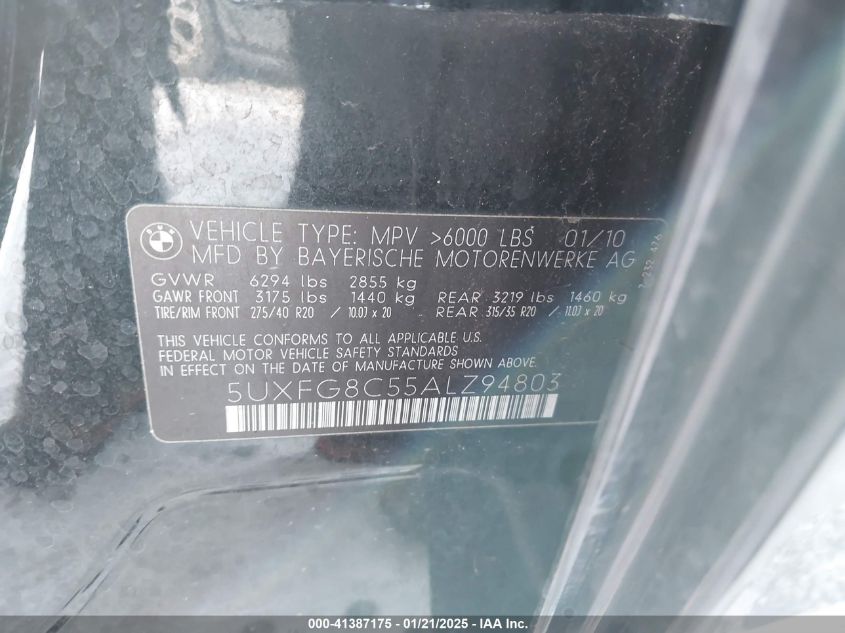 VEHICLE TYPE: MPV >6000 LBS 01/10
MFD BY BAYERISCHE MOTORENWERKE AG
GVWR 6294 lbs 2855 kg
GAWR FRONT 3175 lbs 1440 kg REAR 3219 lbs 1460 kg
TIRE/RIM FRONT 275/40 R20 / 10.0J x 20 REAR 315/35 R20 / 11.0J x 20
THIS VEHICLE CONFORMS TO ALL APPLICABLE U.S.
FEDERAL MOTOR VEHICLE SAFETY STANDARDS
IN EFFECT ON THE DATE OF MANUFACTURE SHOWN ABOVE.
5UXFG8C55ALZ94803
BMW
000-41387175 - 01/21/2025 - IAA Inc.